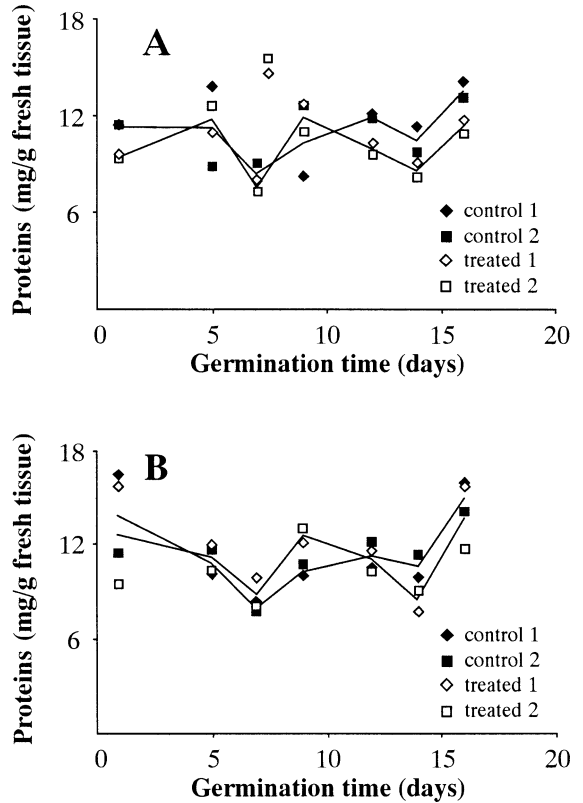 18
A
12
6
Proteins (mg/g fresh tissue)
control 1
control 2
treated 1
treated 2
0 5 10 15 20
Germination time (days)
18
B
12
6
Proteins (mg/g fresh tissue)
control 1
control 2
treated 1
treated 2
0 5 10 15 20
Germination time (days)